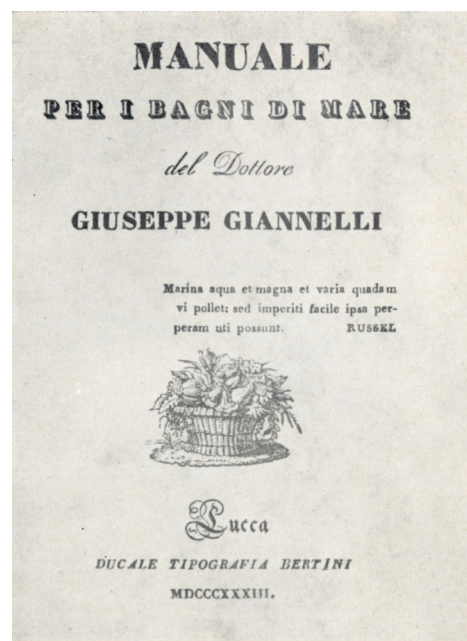 MANUALE
PER I BAGNI DI MARE
del Dottore
GIUSEPPE GIANNELLI
Marina aqua et magna et varia quadam
vi pollet: sed imperiti facile ipsa per-
peram uti possunt. RUSSEL
Lucca
DUCALE TIPOGRAFIA BERTINI
MDCCCXXXIII.